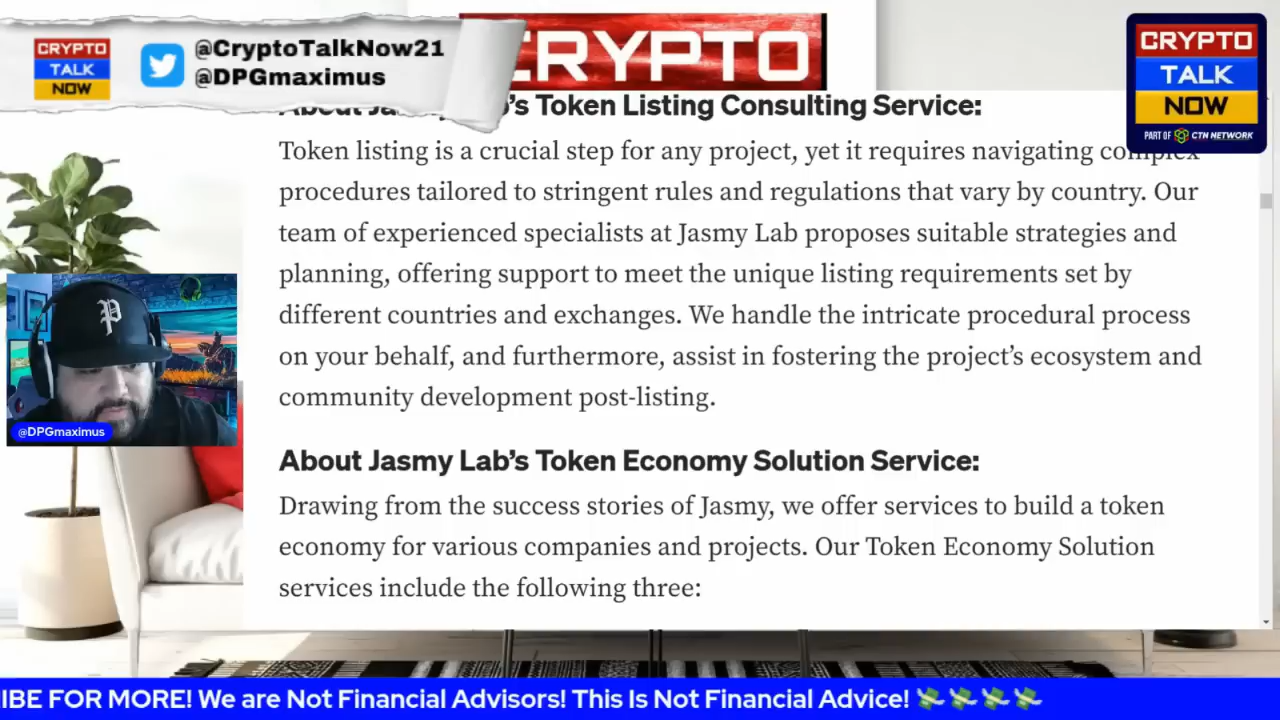 CRYPTO
TALK
NOW
@CryptoTalkNow21
@DPGmaximus
CRYPTO
CRYPTO
TALK
NOW
PART OF CTN NETWORK
About Jasmy Lab's Token Listing Consulting Service:
Token listing is a crucial step for any project, yet it requires navigating complex
procedures tailored to stringent rules and regulations that vary by country. Our
team of experienced specialists at Jasmy Lab proposes suitable strategies and
planning, offering support to meet the unique listing requirements set by
different countries and exchanges. We handle the intricate procedural process
on your behalf, and furthermore, assist in fostering the project's ecosystem and
community development post-listing.
P
@DPGmaximus
About Jasmy Lab's Token Economy Solution Service:
Drawing from the success stories of Jasmy, we offer services to build a token
economy for various companies and projects. Our Token Economy Solution
services include the following three:
IBE FOR MORE! We are Not Financial Advisors! This Is Not Financial Advice! 💸💸💸💸